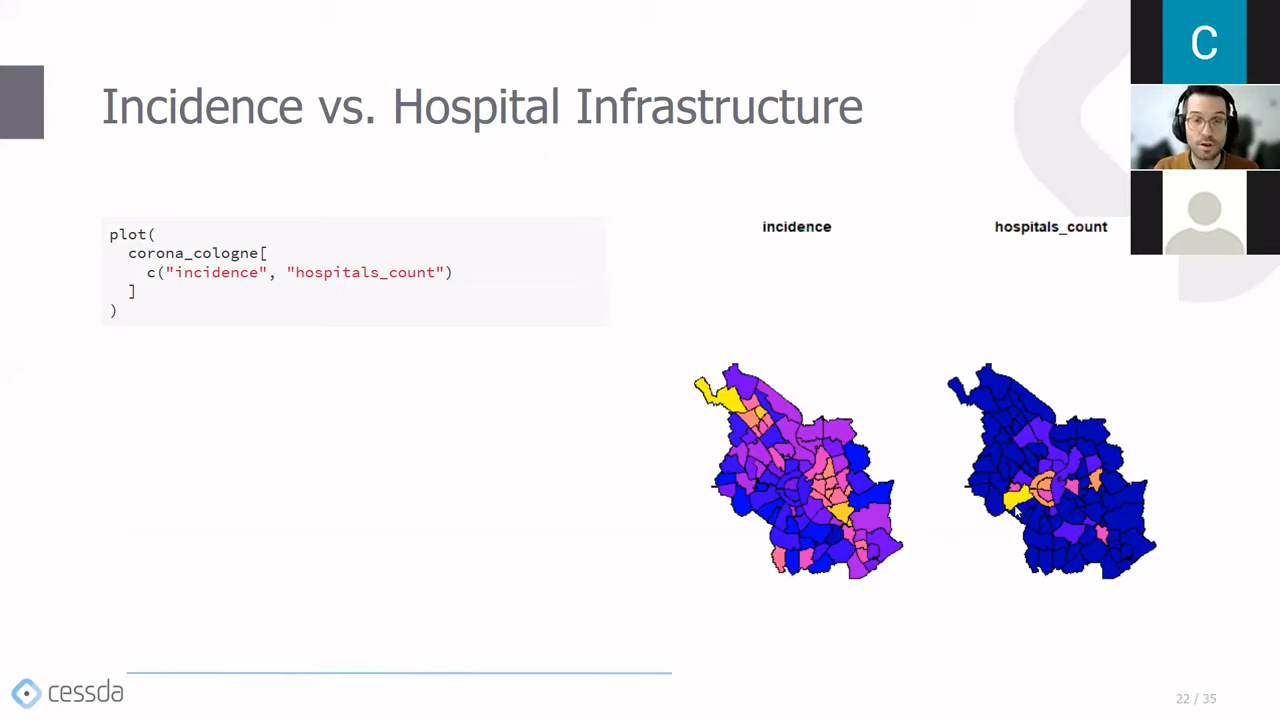 Incidence vs. Hospital Infrastructure
C
plot(
corona_cologne[
c("incidence", "hospitals_count")
]
)
incidence
hospitals_count
cessda
22 / 35